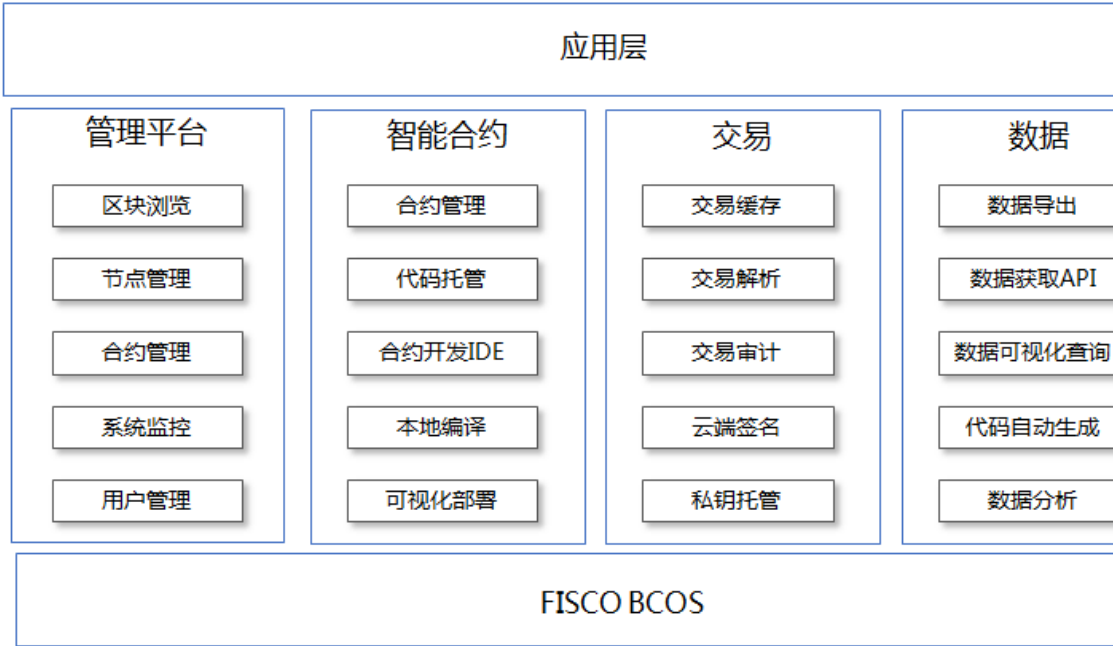 应用层
管理平台
区块浏览
节点管理
合约管理
系统监控
用户管理
智能合约
合约管理
代码托管
合约开发IDE
本地编译
可视化部署
交易
交易缓存
交易解析
交易审计
云端签名
私钥托管
数据
数据导出
数据获取API
数据可视化查询
代码自动生成
数据分析
FISCO BCOS